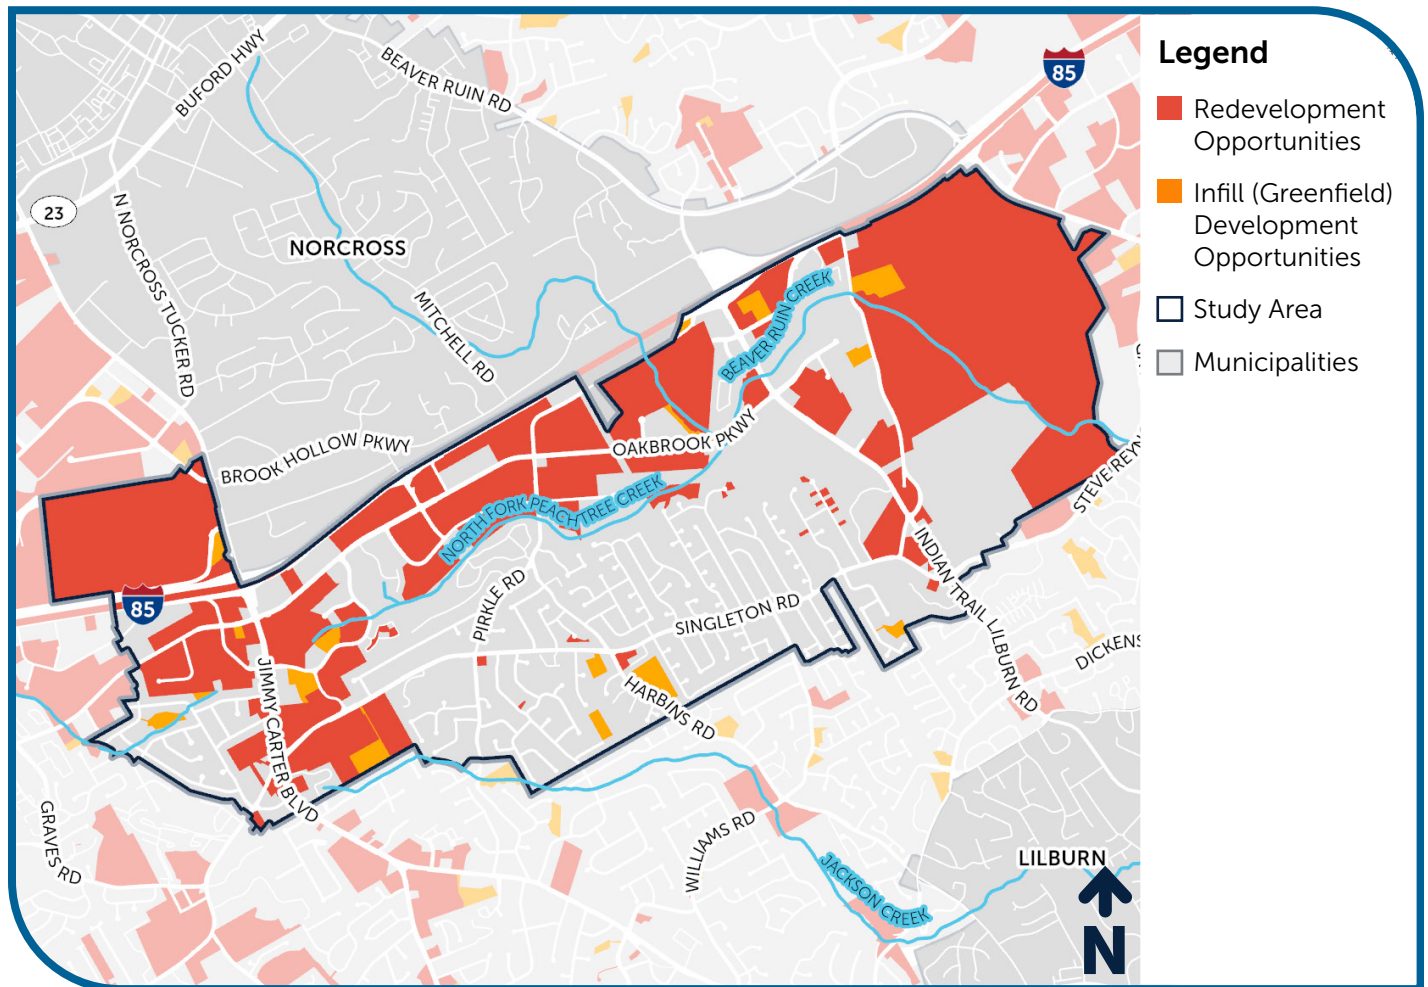 BUFORD HWY
BEAVER RUIN RD
85
23
N NORCROSS TUCKER RD
NORCROSS
MITCHELL RD
BEAVER RUIN CREEK
BROOK HOLLOW PKWY
OAKBROOK PKWY
NORTH FORK PEACHTREE CREEK
85
PIRKLE RD
SINGLETON RD
INDIAN TRAIL LILBURN RD
DICKENS
JIMMY CARTER BLVD
HARBINS RD
GRAVES RD
WILLIAMS RD
JACKSON CREEK
LILBURN
N
Legend
Redevelopment
Opportunities
Infill (Greenfield)
Development
Opportunities
Study Area
Municipalities